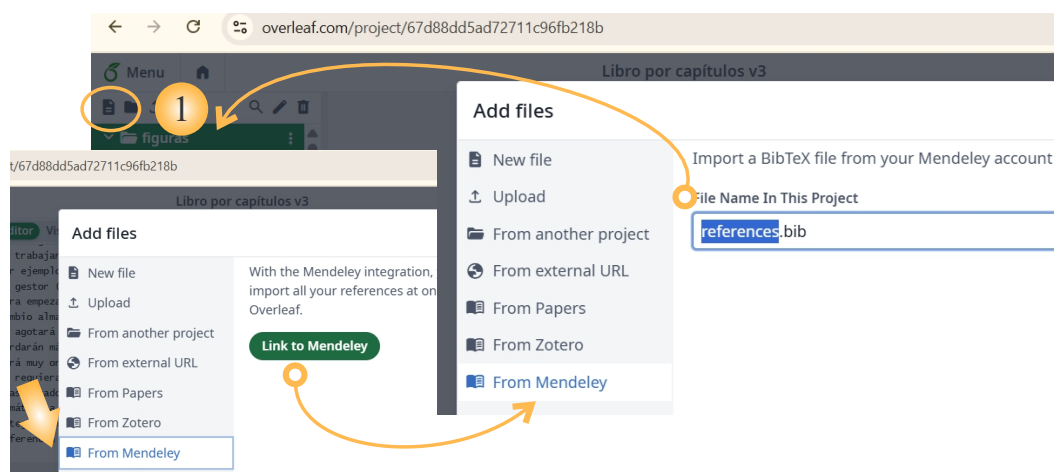 overleaf.com/project/67d88dd5ad72711c96fb218b
Menu
Libro por capítulos v3
1
figuras
t/67d88dd5ad72711c96fb218b
Libro por capítulos v3
ditor
Add files
New file
Upload
From another project
From external URL
From Papers
From Zotero
From Mendeley
With the Mendeley integration,
import all your references at on
Overleaf.
Link to Mendeley
Add files
New file
Upload
From another project
From external URL
From Papers
From Zotero
From Mendeley
Import a BibTeX file from your Mendeley account
File Name In This Project
references.bib